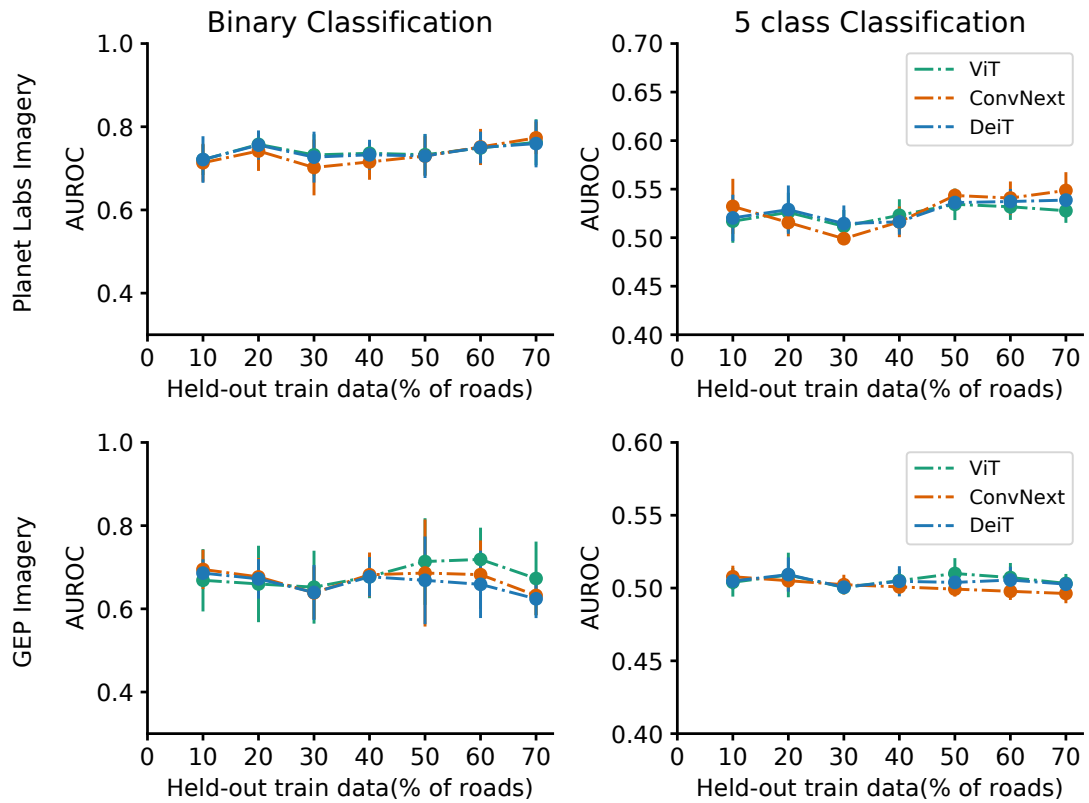 Binary Classification
5 class Classification
Planet Labs Imagery
AUROC
1.0
0.8
0.6
0.4
0 10 20 30 40 50 60 70
Held-out train data(% of roads)
AUROC
0.70
0.65
0.60
0.55
0.50
0.45
0.40
0 10 20 30 40 50 60 70
Held-out train data(% of roads)
ViT
ConvNext
DeiT
GEP Imagery
AUROC
1.0
0.8
0.6
0.4
0 10 20 30 40 50 60 70
Held-out train data(% of roads)
AUROC
0.60
0.55
0.50
0.45
0.40
0 10 20 30 40 50 60 70
Held-out train data(% of roads)
ViT
ConvNext
DeiT